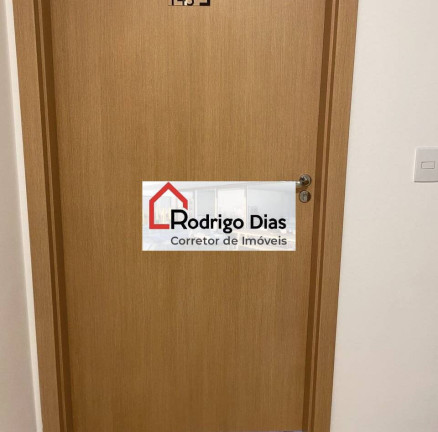 Rodrigo Dias
Corretor de Imóveis